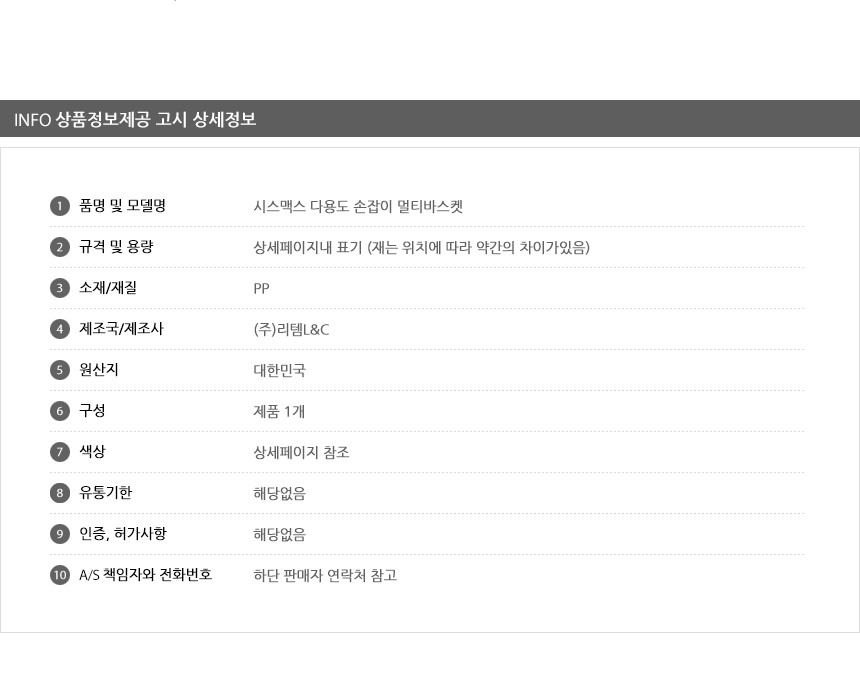 INFO 상품정보제공 고시 상세정보
1 품명 및 모델명 시스맥스 다용도 손잡이 멀티바스켓
2 규격 및 용량 상세페이지내 표기 (재는 위치에 따라 약간의 차이가있음)
3 소재/재질 PP
4 제조국/제조사 (주)리템L&C
5 원산지 대한민국
6 구성 제품 1개
7 색상 상세페이지 참조
8 유통기한 해당없음
9 인증, 허가사항 해당없음
10 A/S 책임자와 전화번호 하단 판매자 연락처 참고